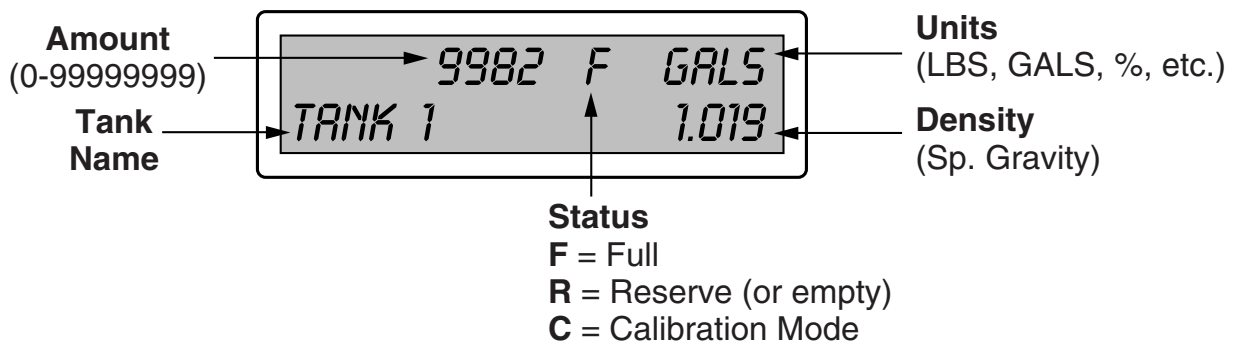 Amount
(0-99999999)
Tank
Name
9982 F GALS
TANK 1 1.019
Units
(LBS, GALS, %, etc.)
Density
(Sp. Gravity)
Status
F = Full
R = Reserve (or empty)
C = Calibration Mode